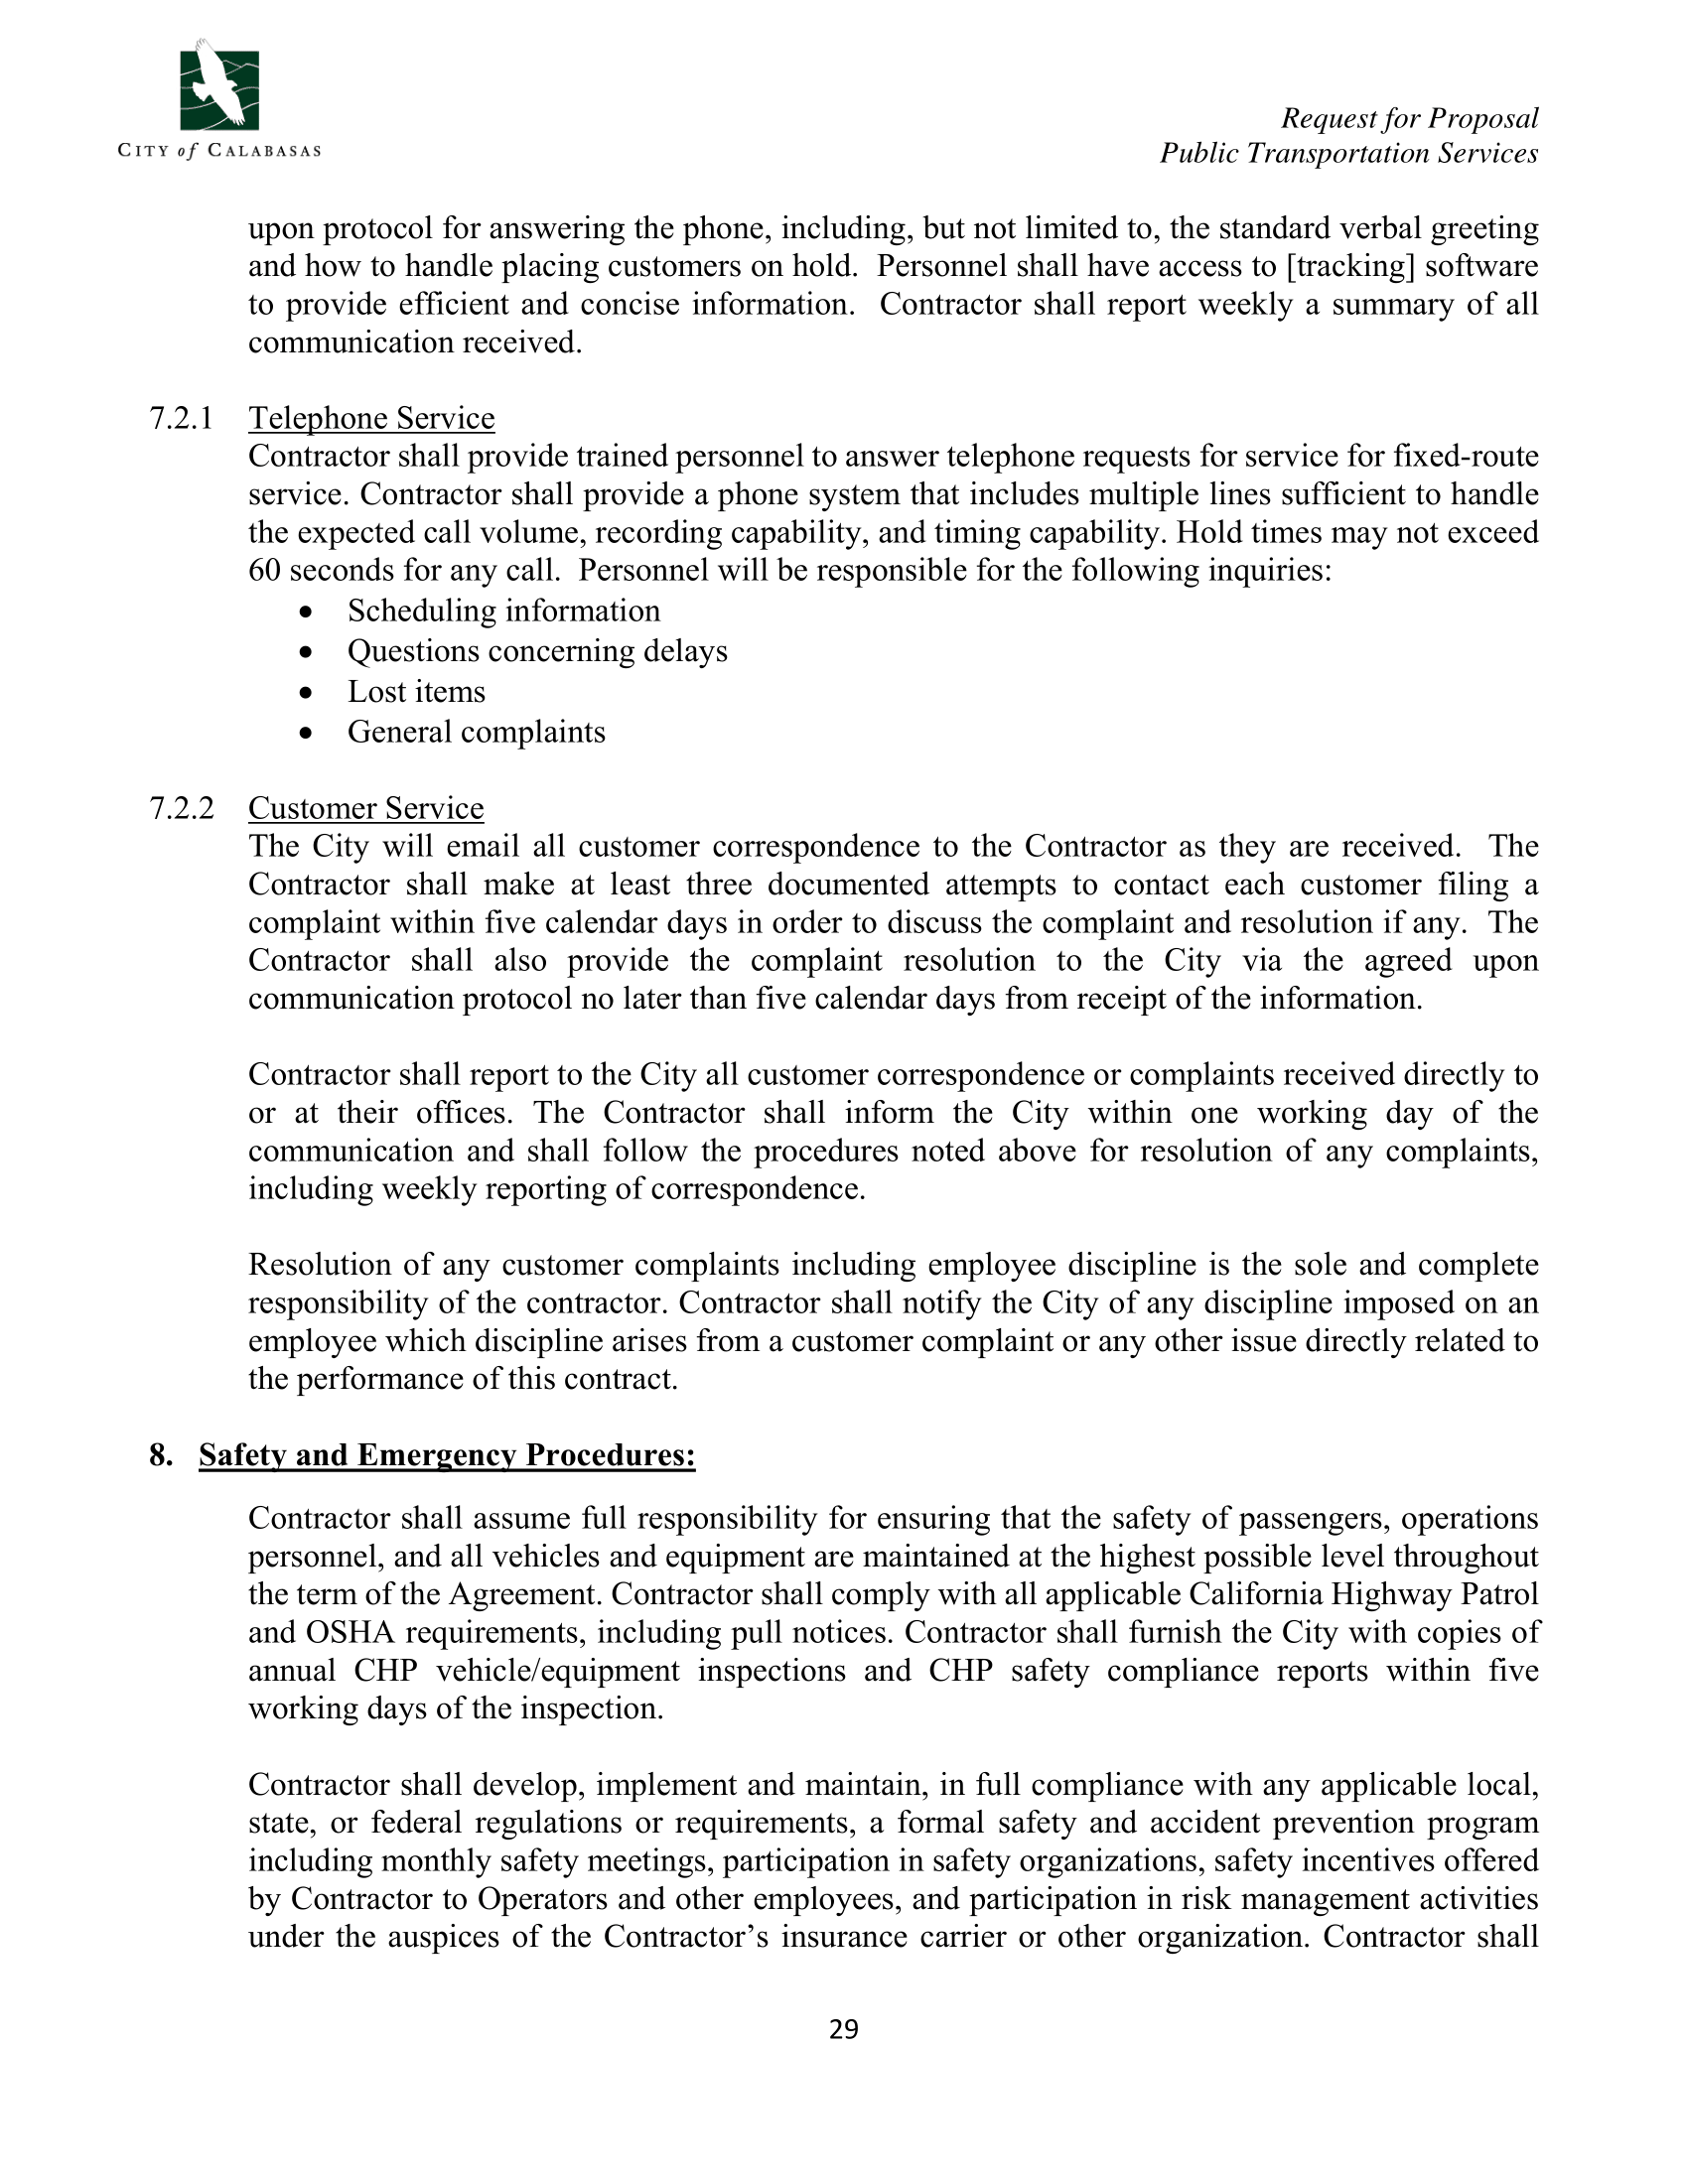 CITY of CALABASAS
Request for Proposal
Public Transportation Services
upon protocol for answering the phone, including, but not limited to, the standard verbal greeting
and how to handle placing customers on hold.  Personnel shall have access to [tracking] software
to provide efficient and concise information.  Contractor shall report weekly a summary of all
communication received.
7.2.1 Telephone Service
Contractor shall provide trained personnel to answer telephone requests for service for fixed-route
service. Contractor shall provide a phone system that includes multiple lines sufficient to handle
the expected call volume, recording capability, and timing capability. Hold times may not exceed
60 seconds for any call.  Personnel will be responsible for the following inquiries:
• Scheduling information
• Questions concerning delays
• Lost items
• General complaints
7.2.2 Customer Service
The City will email all customer correspondence to the Contractor as they are received.  The
Contractor shall make at least three documented attempts to contact each customer filing a
complaint within five calendar days in order to discuss the complaint and resolution if any.  The
Contractor shall also provide the complaint resolution to the City via the agreed upon
communication protocol no later than five calendar days from receipt of the information.
Contractor shall report to the City all customer correspondence or complaints received directly to
or at their offices. The Contractor shall inform the City within one working day of the
communication and shall follow the procedures noted above for resolution of any complaints,
including weekly reporting of correspondence.
Resolution of any customer complaints including employee discipline is the sole and complete
responsibility of the contractor. Contractor shall notify the City of any discipline imposed on an
employee which discipline arises from a customer complaint or any other issue directly related to
the performance of this contract.
8. Safety and Emergency Procedures:
Contractor shall assume full responsibility for ensuring that the safety of passengers, operations
personnel, and all vehicles and equipment are maintained at the highest possible level throughout
the term of the Agreement. Contractor shall comply with all applicable California Highway Patrol
and OSHA requirements, including pull notices. Contractor shall furnish the City with copies of
annual CHP vehicle/equipment inspections and CHP safety compliance reports within five
working days of the inspection.
Contractor shall develop, implement and maintain, in full compliance with any applicable local,
state, or federal regulations or requirements, a formal safety and accident prevention program
including monthly safety meetings, participation in safety organizations, safety incentives offered
by Contractor to Operators and other employees, and participation in risk management activities
under the auspices of the Contractor’s insurance carrier or other organization. Contractor shall
29